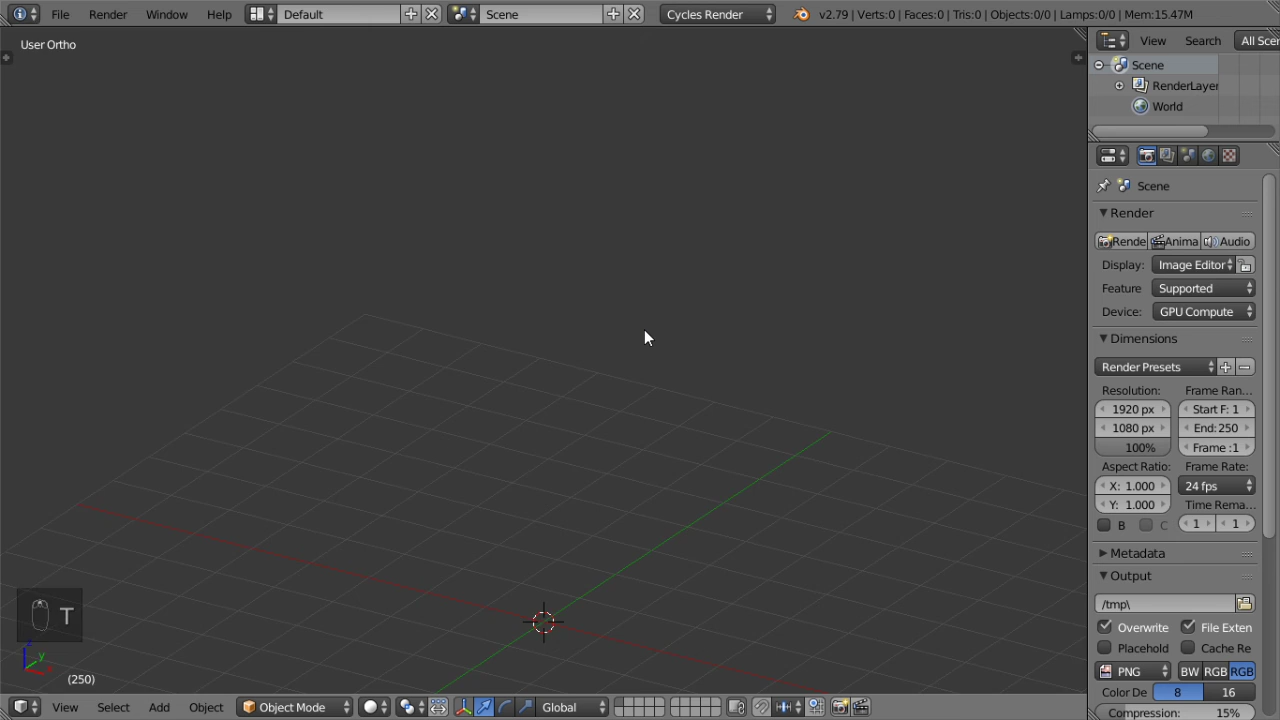 File Render Window Help Default Scene Cycles Render v2.79 | Verts:0 | Faces:0 | Tris:0 | Objects:0/0 | Lamps:0/0 | Mem:15.47M
User Ortho
View Search All Scer
Scene
RenderLayer
World
Scene
Render
Rende Anima Audio
Display: Image Editor
Feature Supported
Device: GPU Compute
Dimensions
Render Presets
Resolution: Frame Ran...
1920 px Start F: 1
1080 px End: 250
100% Frame :1
Aspect Ratio: Frame Rate:
X: 1.000 24 fps
Y: 1.000 Time Rema...
B C 1 1
Metadata
Output
/tmp\
Overwrite File Exten
Placehold Cache Re
PNG BW RGB RGB
Color De 8 16
Compression: 15%
T
z
y
x
(250)
View Select Add Object Object Mode Global